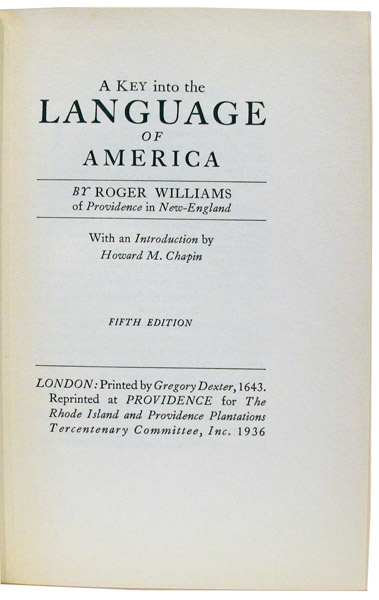 A KEY into the
LANGUAGE
OF
AMERICA
BY ROGER WILLIAMS
of Providence in New-England
With an Introduction by
Howard M. Chapin
FIFTH EDITION
LONDON: Printed by Gregory Dexter, 1643.
Reprinted at PROVIDENCE for The
Rhode Island and Providence Plantations
Tercentenary Committee, Inc. 1936